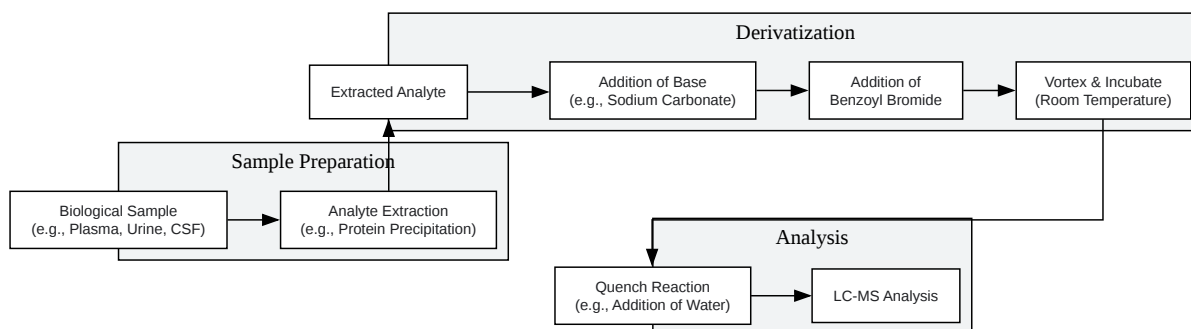 Derivatization
Extracted Analyte
Addition of Base
(e.g., Sodium Carbonate)
Addition of
Benzoyl Bromide
Vortex & Incubate
(Room Temperature)
Sample Preparation
Biological Sample
(e.g., Plasma, Urine, CSF)
Analyte Extraction
(e.g., Protein Precipitation)
Analysis
Quench Reaction
(e.g., Addition of Water)
LC-MS Analysis